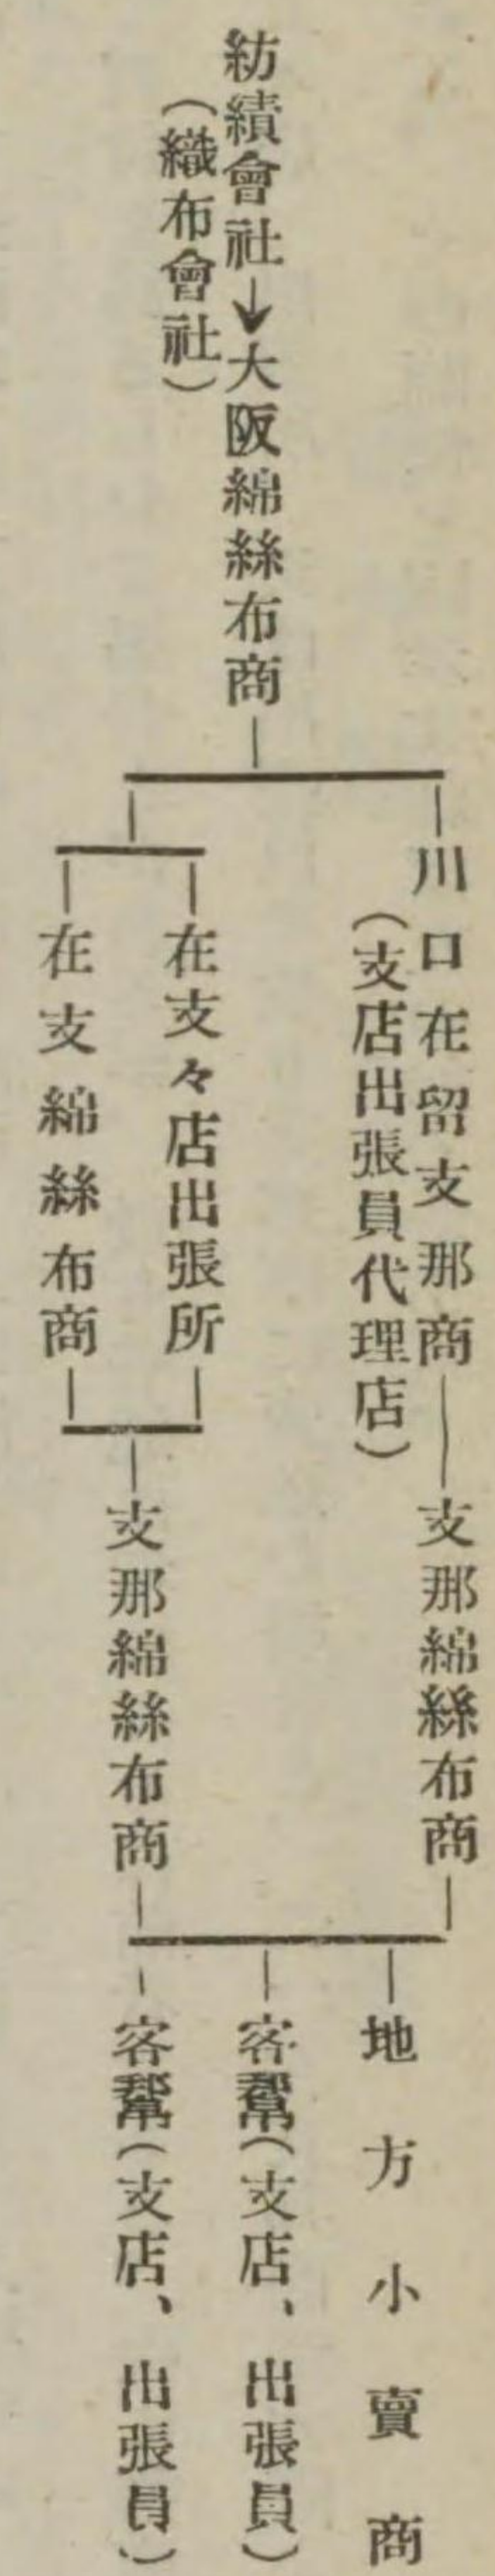 紡績會社↓大阪綿絲布商
（織布會社）
川口在留支那商
（支店出張員代理店）
在支々店出張所
在支綿絲布商
支那綿絲布商
支那綿絲布商
地方小賣商
客幫（支店、出張員）
客幫（支店、出張員）